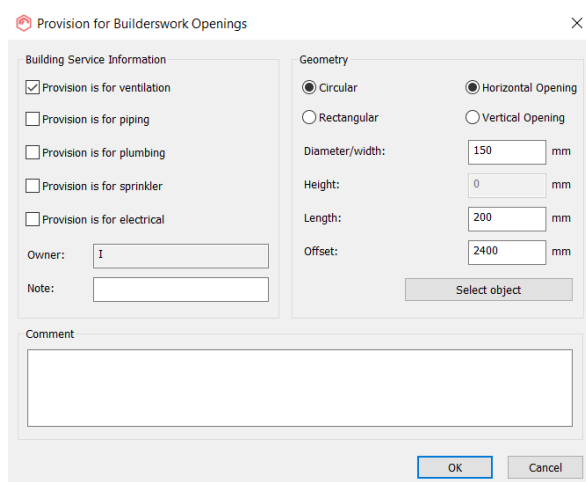 Provision for Builderswork Openings
Building Service Information
Provision is for ventilation
Provision is for piping
Provision is for plumbing
Provision is for sprinkler
Provision is for electrical
Owner: I
Note:
Geometry
Circular Horizontal Opening
Rectangular Vertical Opening
Diameter/width: 150 mm
Height: 0 mm
Length: 200 mm
Offset: 2400 mm
Select object
Comment
OK Cancel